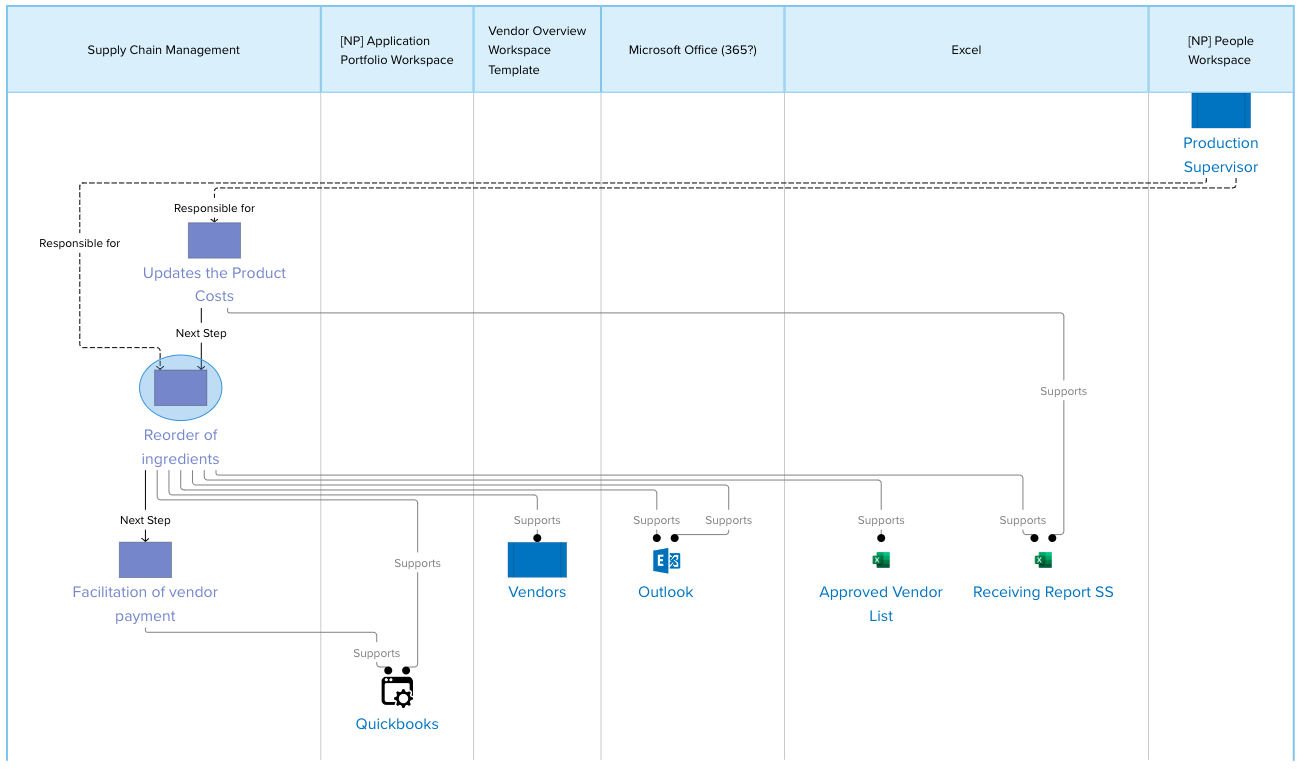 Supply Chain Management
[NP] Application
Portfolio Workspace
Vendor Overview
Workspace
Template
Microsoft Office (365?)
Excel
[NP] People
Workspace
Production
Supervisor
Responsible for
Responsible for
Updates the Product
Costs
Next Step
Supports
Reorder of
ingredients
Next Step
Supports
Supports
Supports
Supports
Supports
Supports
Facilitation of vendor
payment
Vendors
Outlook
Approved Vendor
List
Receiving Report SS
Supports
Quickbooks